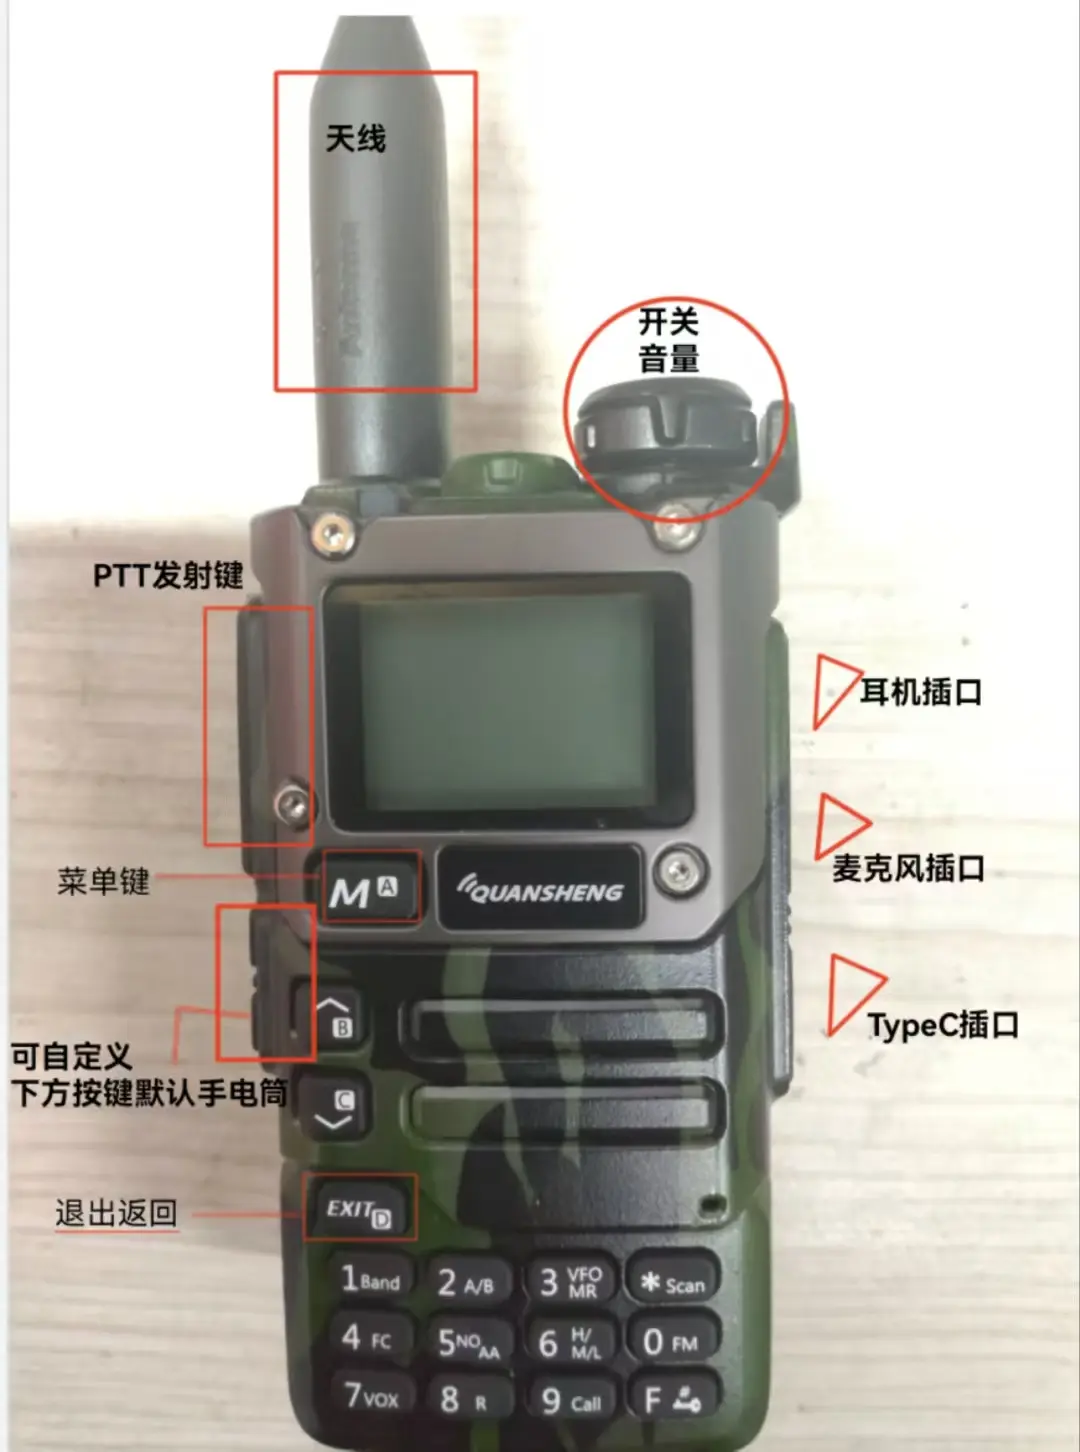 天线
开关
音量
PTT发射键
耳机插口
麦克风插口
菜单键
M A
QUANSHENG
TypeC插口
B
可自定义
下方按键默认手电筒
C
退出返回
EXIT D
1 Band 2 A/B 3 VFO MR * Scan
4 FC 5 NO AA 6 H/ M/L 0 FM
7 VOX 8 R 9 Call F #